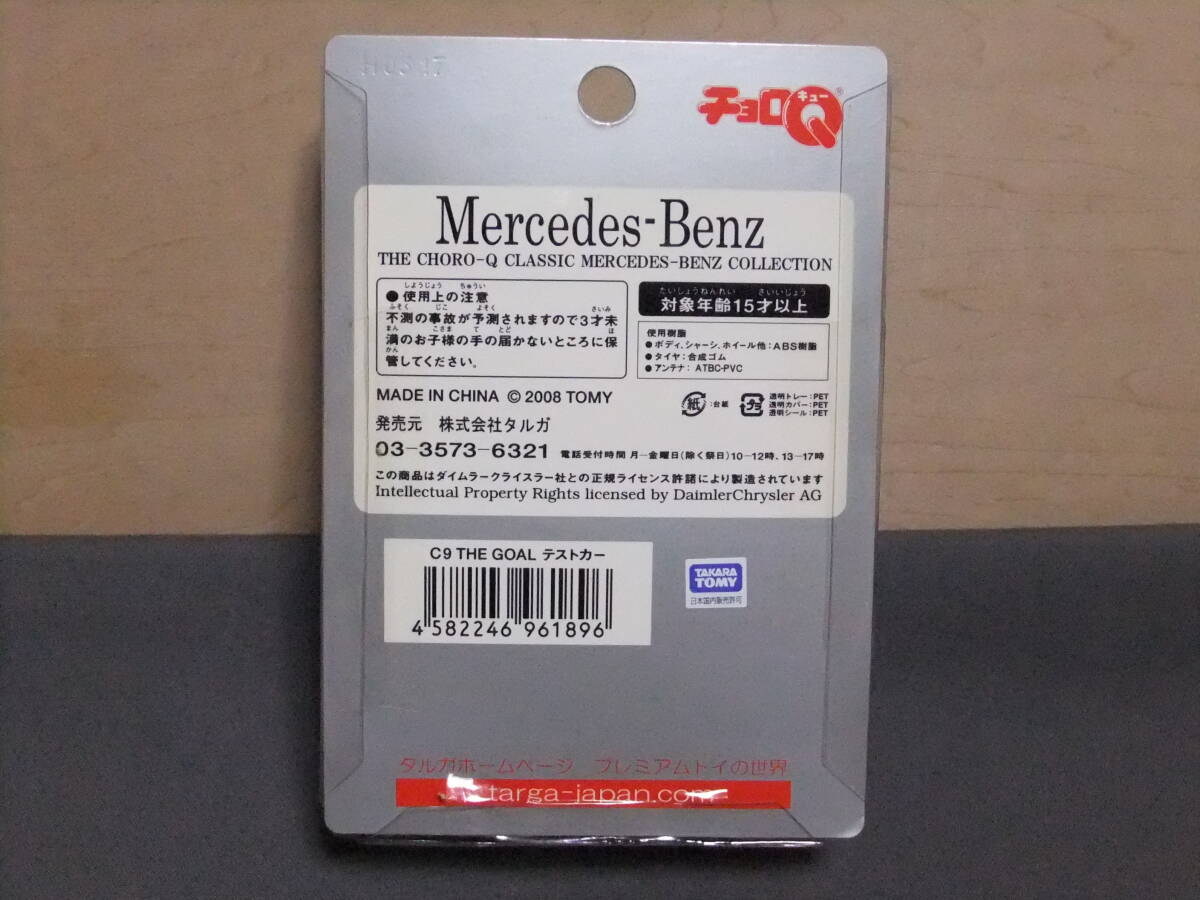 チョロQ
キュー
®
Mercedes-Benz
THE CHORO-Q CLASSIC MERCEDES-BENZ COLLECTION
しようじょう ちゅうい
●使用上の注意
ふそく じこ よそく さいみ
不測の事故が予測されますので3才未
まん こさま て とど ほ
満のお子様の手の届かないところに保
かん
管してください。
たいしょうねんれい さいいじょう
対象年齢15才以上
使用樹脂
●ボディ、シャーシ、ホイール他:ABS樹脂
●タイヤ:合成ゴム
●アンテナ: ATBC-PVC
MADE IN CHINA © 2008 TOMY
紙 :台紙
プラ
透明トレー:PET
透明カバー:PET
透明シール:PET
発売元 株式会社タルガ
03-3573-6321 電話受付時間 月―金曜日(除く祭日)10-12時、13-17時
この商品はダイムラークライスラー社との正規ライセンス許諾により製造されています
Intellectual Property Rights licensed by DaimlerChrysler AG
C9 THE GOAL テストカー
4 582246 961896
TAKARA
TOMY
日本国内販売許可
タルガホームページ プレミアムトイの世界
targa-japan.com